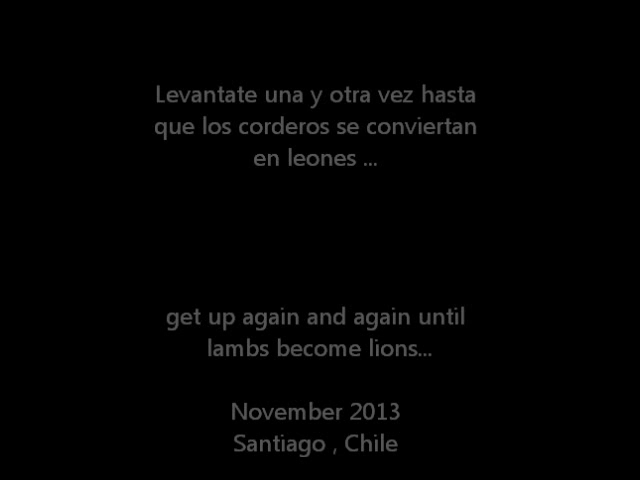 Levantate una y otra vez hasta
que los corderos se conviertan
en leones ...
get up again and again until
lambs become lions...
November 2013
Santiago , Chile